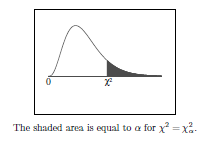 0 χ²
The shaded area is equal to α for χ² = χ²α.